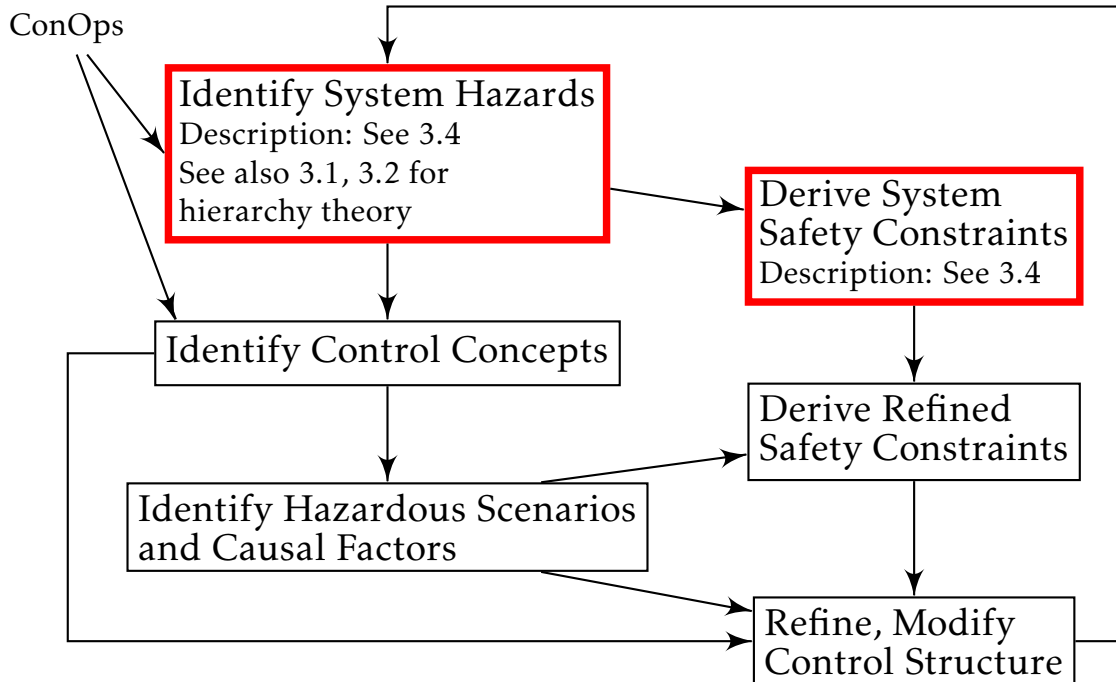 ConOps
Identify System Hazards
Description: See 3.4
See also 3.1, 3.2 for
hierarchy theory
Derive System
Safety Constraints
Description: See 3.4
Identify Control Concepts
Derive Refined
Safety Constraints
Identify Hazardous Scenarios
and Causal Factors
Refine, Modify
Control Structure